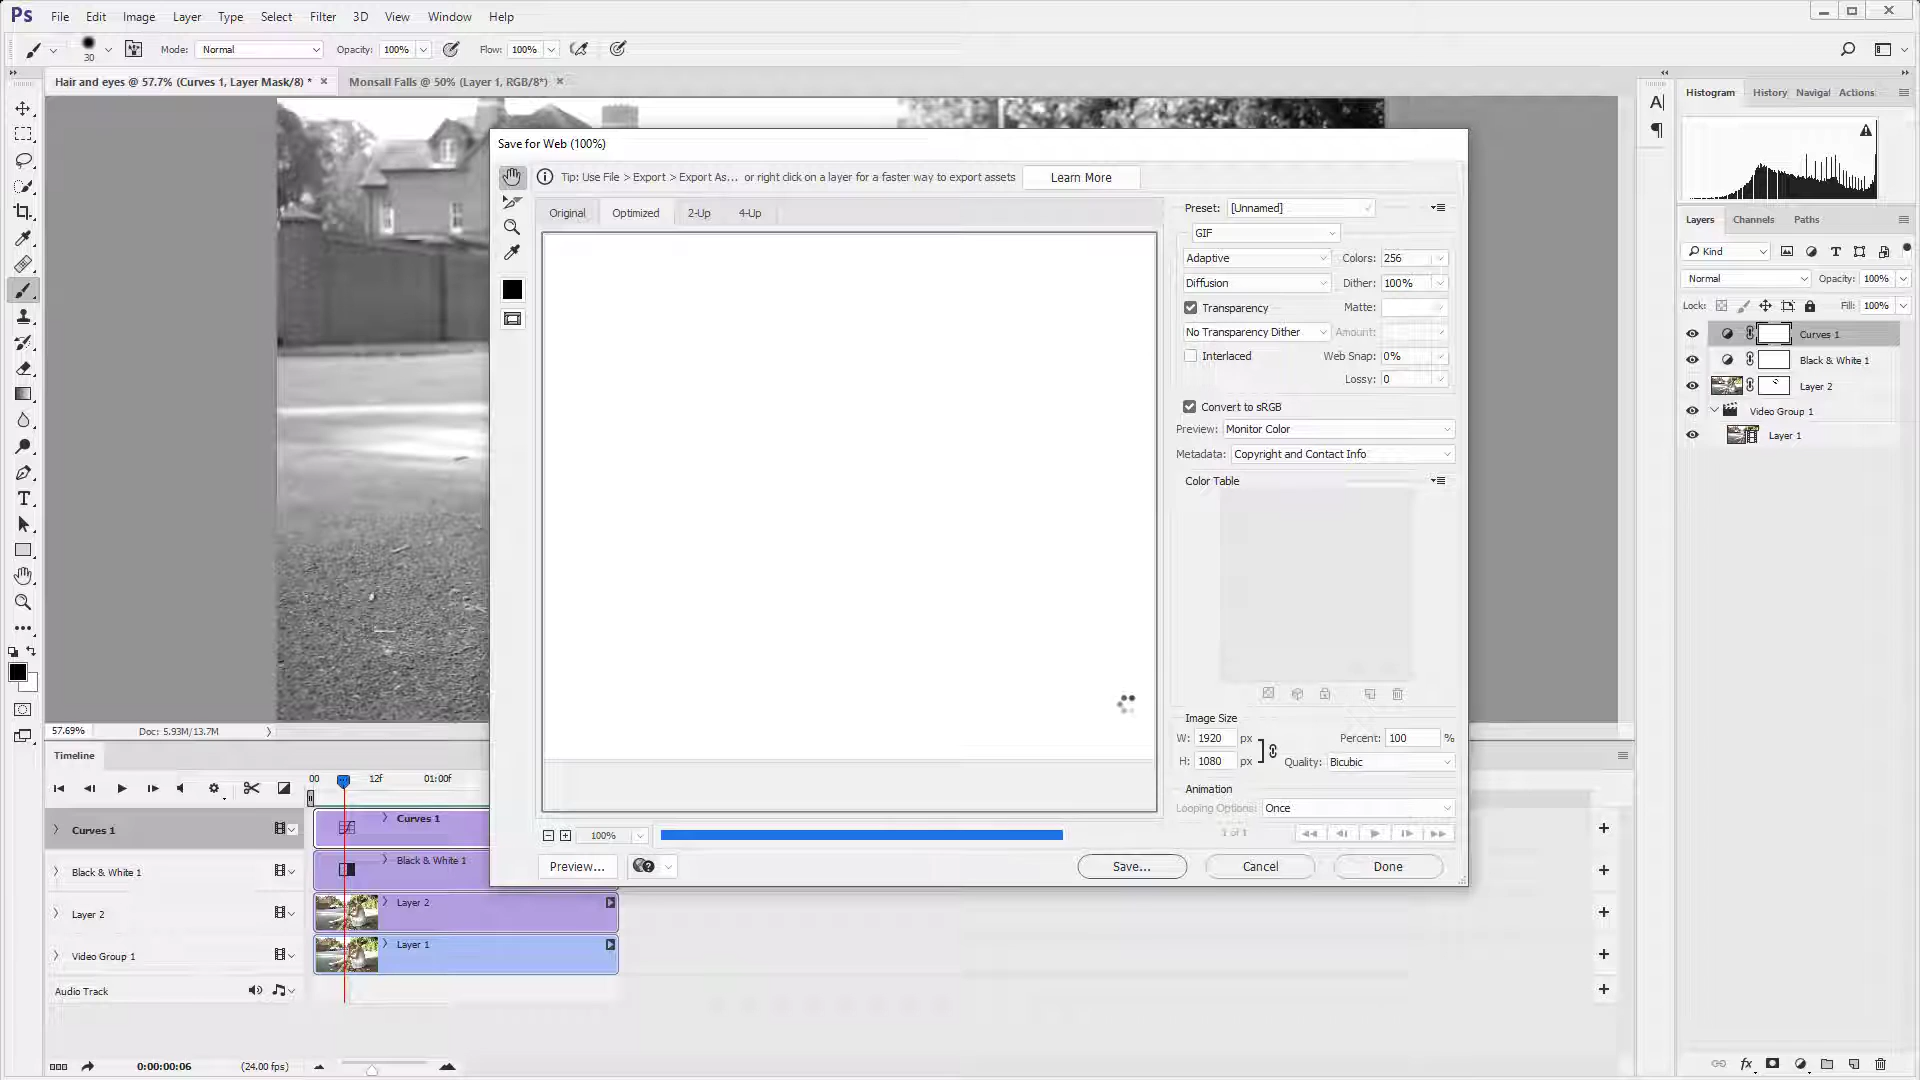 Ps File Edit Image Layer Type Select Filter 3D View Window Help
30 Mode: Normal Opacity: 100% Flow: 100%
Hair and eyes @ 57.7% (Curves 1, Layer Mask/8) * Monsall Falls @ 50% (Layer 1, RGB/8*)
Save for Web (100%)
Tip: Use File > Export > Export As... or right click on a layer for a faster way to export assets Learn More
Original Optimized 2-Up 4-Up
Preset: [Unnamed]
GIF
Adaptive Colors: 256
Diffusion Dither: 100%
Transparency Matte:
No Transparency Dither Amount:
Interlaced Web Snap: 0%
Lossy: 0
Convert to sRGB
Preview: Monitor Color
Metadata: Copyright and Contact Info
Color Table
Image Size
W: 1920 px Percent: 100 %
H: 1080 px Quality: Bicubic
Animation
Looping Options: Once
1 of 1
100%
Preview... Save... Cancel Done
Histogram History Navigat Actions
Layers Channels Paths
Kind
Normal Opacity: 100%
Lock: Fill: 100%
Curves 1
Black & White 1
Layer 2
Video Group 1
Layer 1
57.69% Doc: 5.93M/13.7M
Timeline
00 12f 01:00f
Curves 1 Curves 1
Black & White 1 Black & White 1
Layer 2 Layer 2
Video Group 1 Layer 1
Audio Track
0:00:00:06 (24.00 fps)